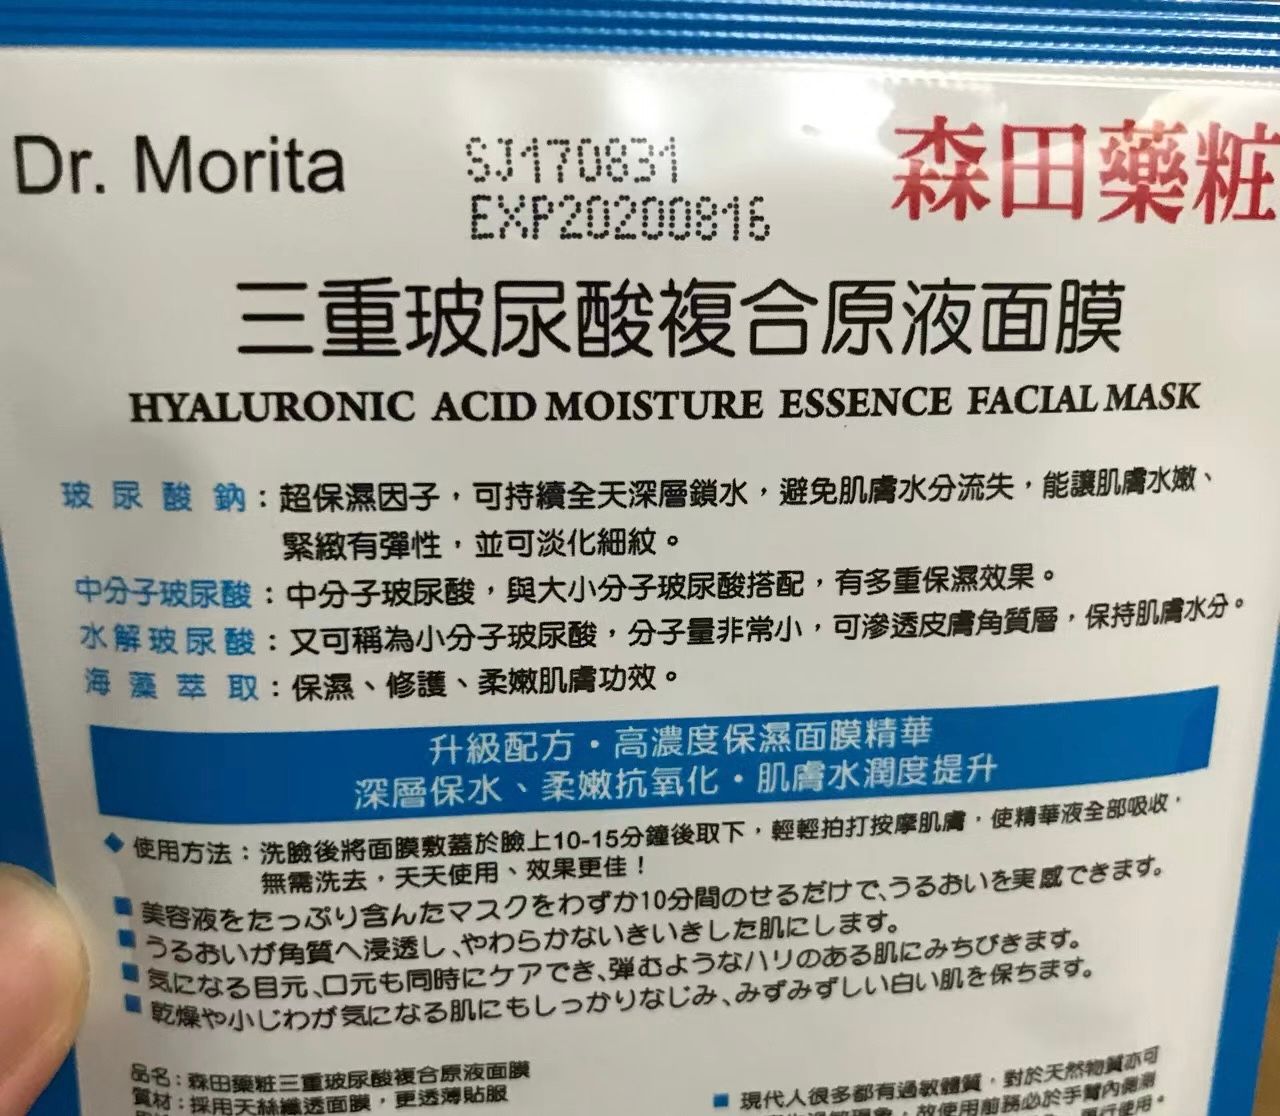 Dr. Morita
SJ170831
EXP20200816
森田藥粧
三重玻尿酸複合原液面膜
HYALURONIC ACID MOISTURE ESSENCE FACIAL MASK
玻尿酸鈉：超保濕因子，可持續全天深層鎖水，避免肌膚水分流失，能讓肌膚水嫩、
緊緻有彈性，並可淡化細紋。
中分子玻尿酸：中分子玻尿酸，與大小分子玻尿酸搭配，有多重保濕效果。
水解玻尿酸：又可稱為小分子玻尿酸，分子量非常小，可滲透皮膚角質層，保持肌膚水分。
海藻萃取：保濕、修護、柔嫩肌膚功效。
升級配方・高濃度保濕面膜精華
深層保水、柔嫩抗氧化・肌膚水潤度提升
◆使用方法：洗臉後將面膜敷蓋於臉上10-15分鐘後取下，輕輕拍打按摩肌膚，使精華液全部吸收，
無需洗去，天天使用、效果更佳！
■美容液をたっぷり含んだマスクをわずか10分間のせるだけで、うるおいを実感できます。
■うるおいが角質へ浸透し、やわらかないきいきした肌にします。
■気になる目元、口元も同時にケアでき、弾むようなハリのある肌にみちびきます。
■乾燥や小じわが気になる肌にもしっかりなじみ、みずみずしい白い肌を保ちます。
品名：森田藥粧三重玻尿酸複合原液面膜
質材：採用天絲纖透面膜，更透薄貼服
■現代人很多都有過敏體質，對於天然物質亦可
故使用前務必於手臂內側測